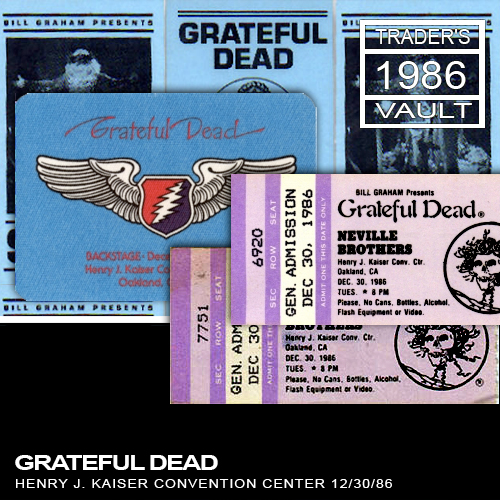 BILL GRAHAM PRESENTS
GRATEFUL
DEAD
TRADER'S
1986
VAULT
Grateful Dead
BACKSTAGE
Henry J. Kaiser
Oakland,
BILL GRAHAM PRESENTS
SEC ROW SEAT
6920
GEN. ADMISSION
DEC 30, 1986
ADMIT ONE THIS DATE ONLY
BILL GRAHAM Presents
Grateful Dead®
NEVILLE
BROTHERS
Henry J. Kaiser Conv. Ctr.
Oakland, CA
DEC. 30, 1986
TUES. * 8 PM
Please, No Cans, Bottles, Alcohol,
Flash Equipment or Video.
SEC ROW SEAT
7751
GEN. ADM
DEC 30
ADMIT ONE THIS
BROTHERS
Henry J. Kaiser Conv. Ctr.
Oakland, CA
DEC. 30, 1986
TUES. * 8 PM
Please, No Cans, Bottles, Alcohol,
Flash Equipment or Video.
GRATEFUL DEAD
HENRY J. KAISER CONVENTION CENTER 12/30/86